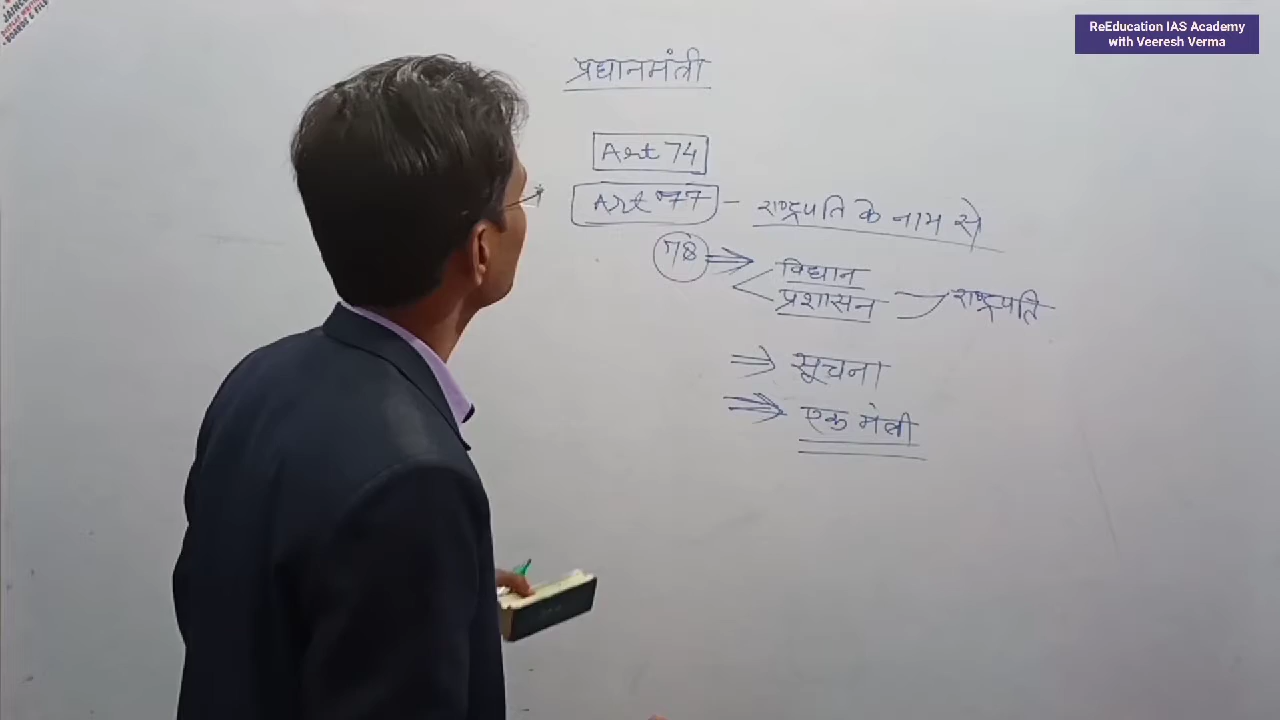 ReEducation IAS Academy
with Veeresh Verma
प्रधानमंत्री
Art 74
Art 77 - राष्ट्रपति के नाम से
78 ⇒ विधान
प्रशासन राष्ट्रपति
⇒ सूचना
⇒ एक मंत्री